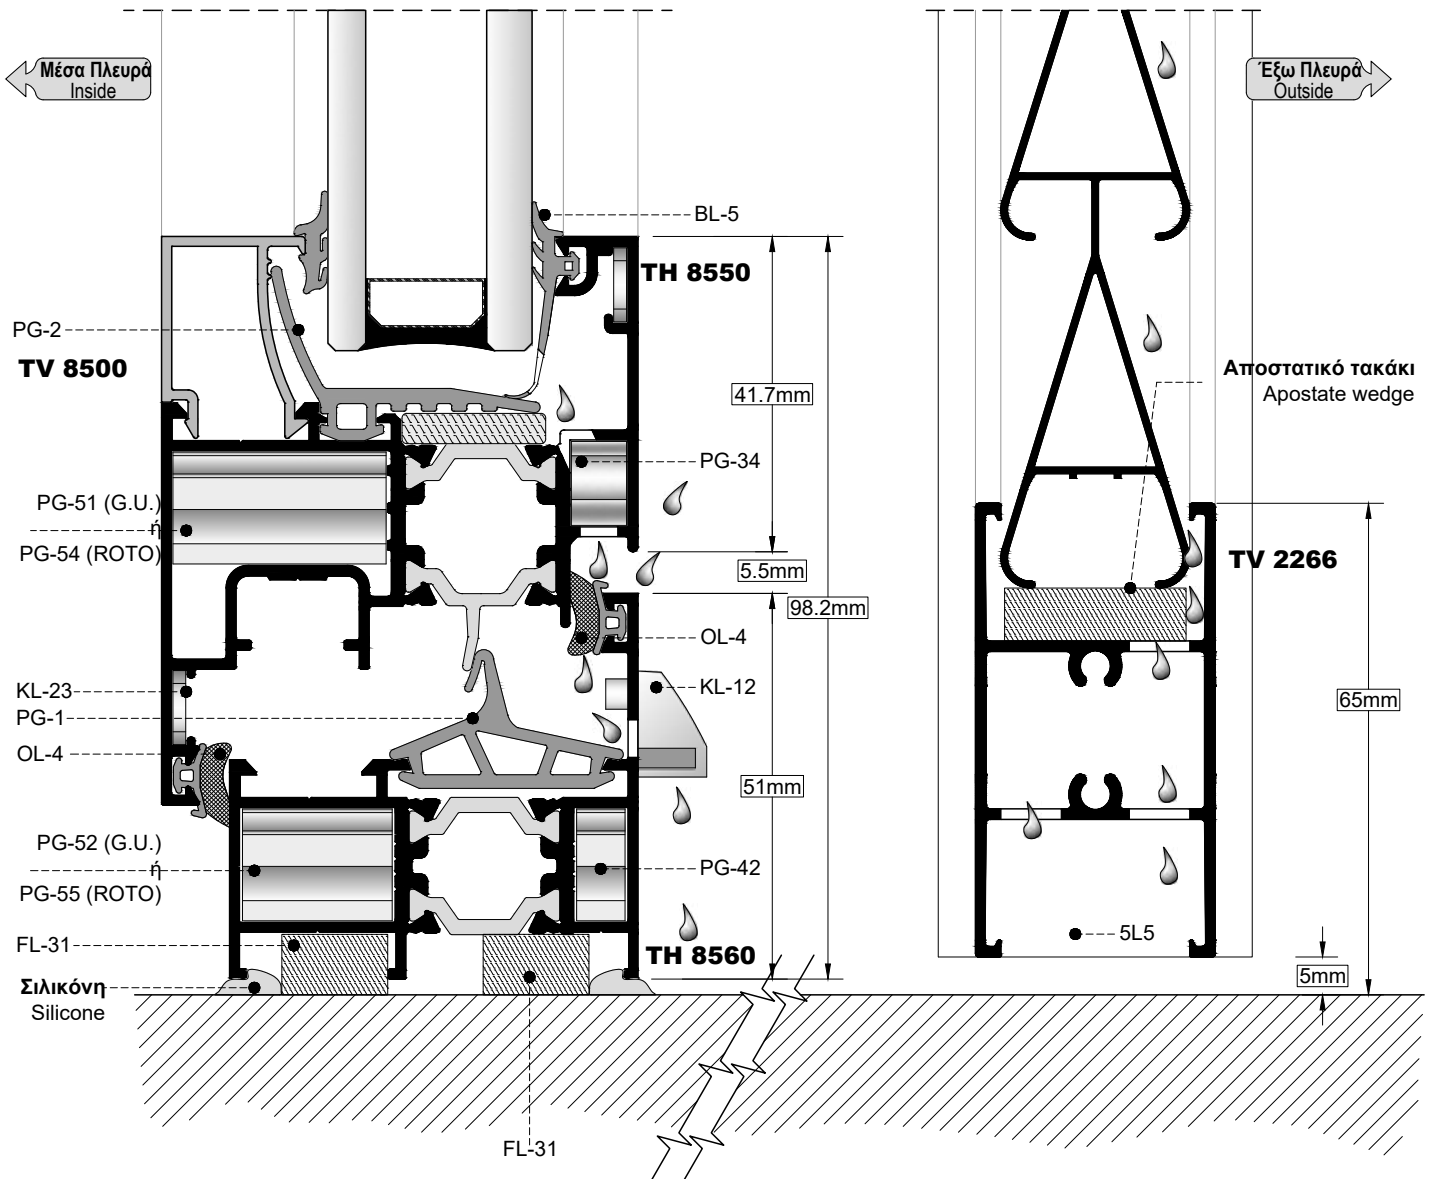 Μέσα Πλευρά
Inside
Έξω Πλευρά
Outside
BL-5
TH 8550
PG-2
TV 8500
41.7mm
Αποστατικό τακάκι
Apostate wedge
PG-34
PG-51 (G.U.)
ή
PG-54 (ROTO)
5.5mm
TV 2266
98.2mm
OL-4
KL-23
KL-12
PG-1
65mm
OL-4
51mm
PG-52 (G.U.)
ή
PG-55 (ROTO)
PG-42
5L5
FL-31
TH 8560
5mm
Σιλικόνη
Silicone
FL-31